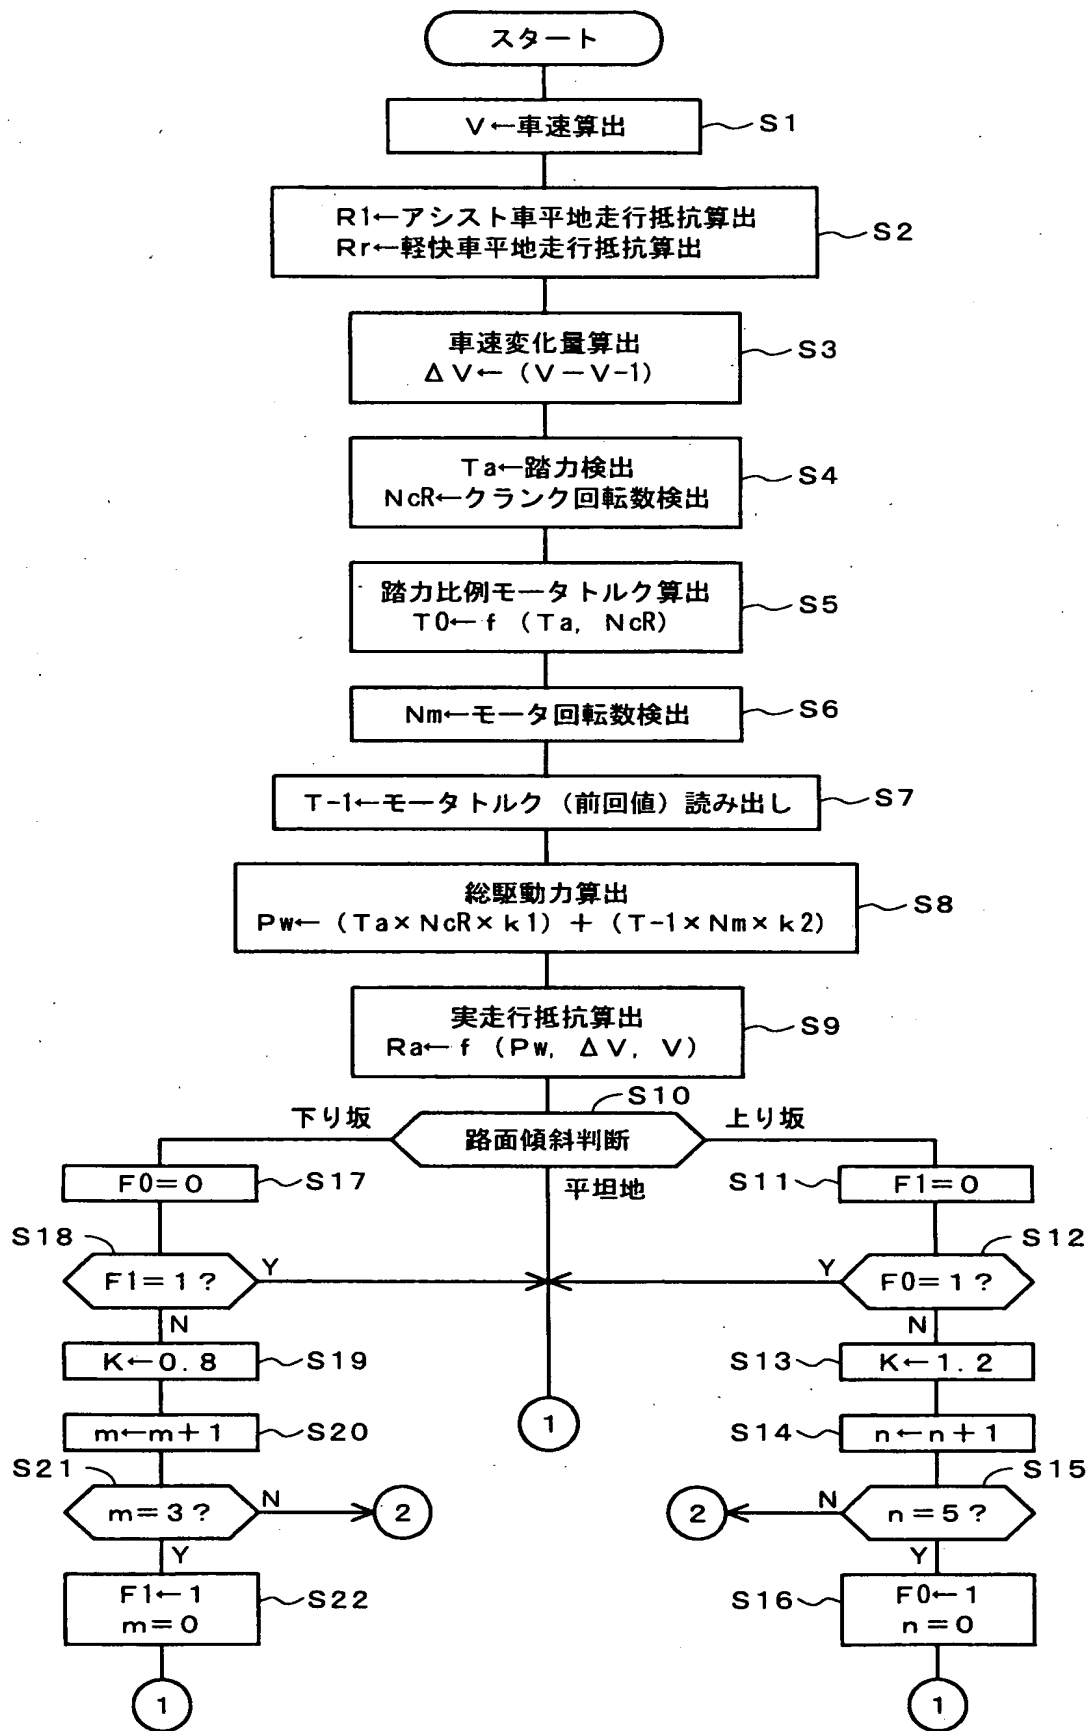 スタート
V←車速算出
S1
R1←アシスト車平地走行抵抗算出
Rr←軽快車平地走行抵抗算出
S2
車速変化量算出
ΔV←(V－V-1)
S3
Ta←踏力検出
NcR←クランク回転数検出
S4
踏力比例モータトルク算出
T0←f (Ta, NcR)
S5
Nm←モータ回転数検出
S6
T-1←モータトルク(前回値)読み出し
S7
総駆動力算出
Pw←(Ta×NcR×k1)＋(T-1×Nm×k2)
S8
実走行抵抗算出
Ra←f (Pw, ΔV, V)
S9
S10
下り坂
路面傾斜判断
上り坂
平坦地
F0=0
S17
S11
F1=0
S18
F1=1?
Y
N
S12
F0=1?
Y
N
K←0.8
S19
S13
K←1.2
1
m←m+1
S20
S14
n←n+1
S21
m=3?
N
2
Y
S15
2
N
n=5?
Y
F1←1
m=0
S22
S16
F0←1
n=0
1
1